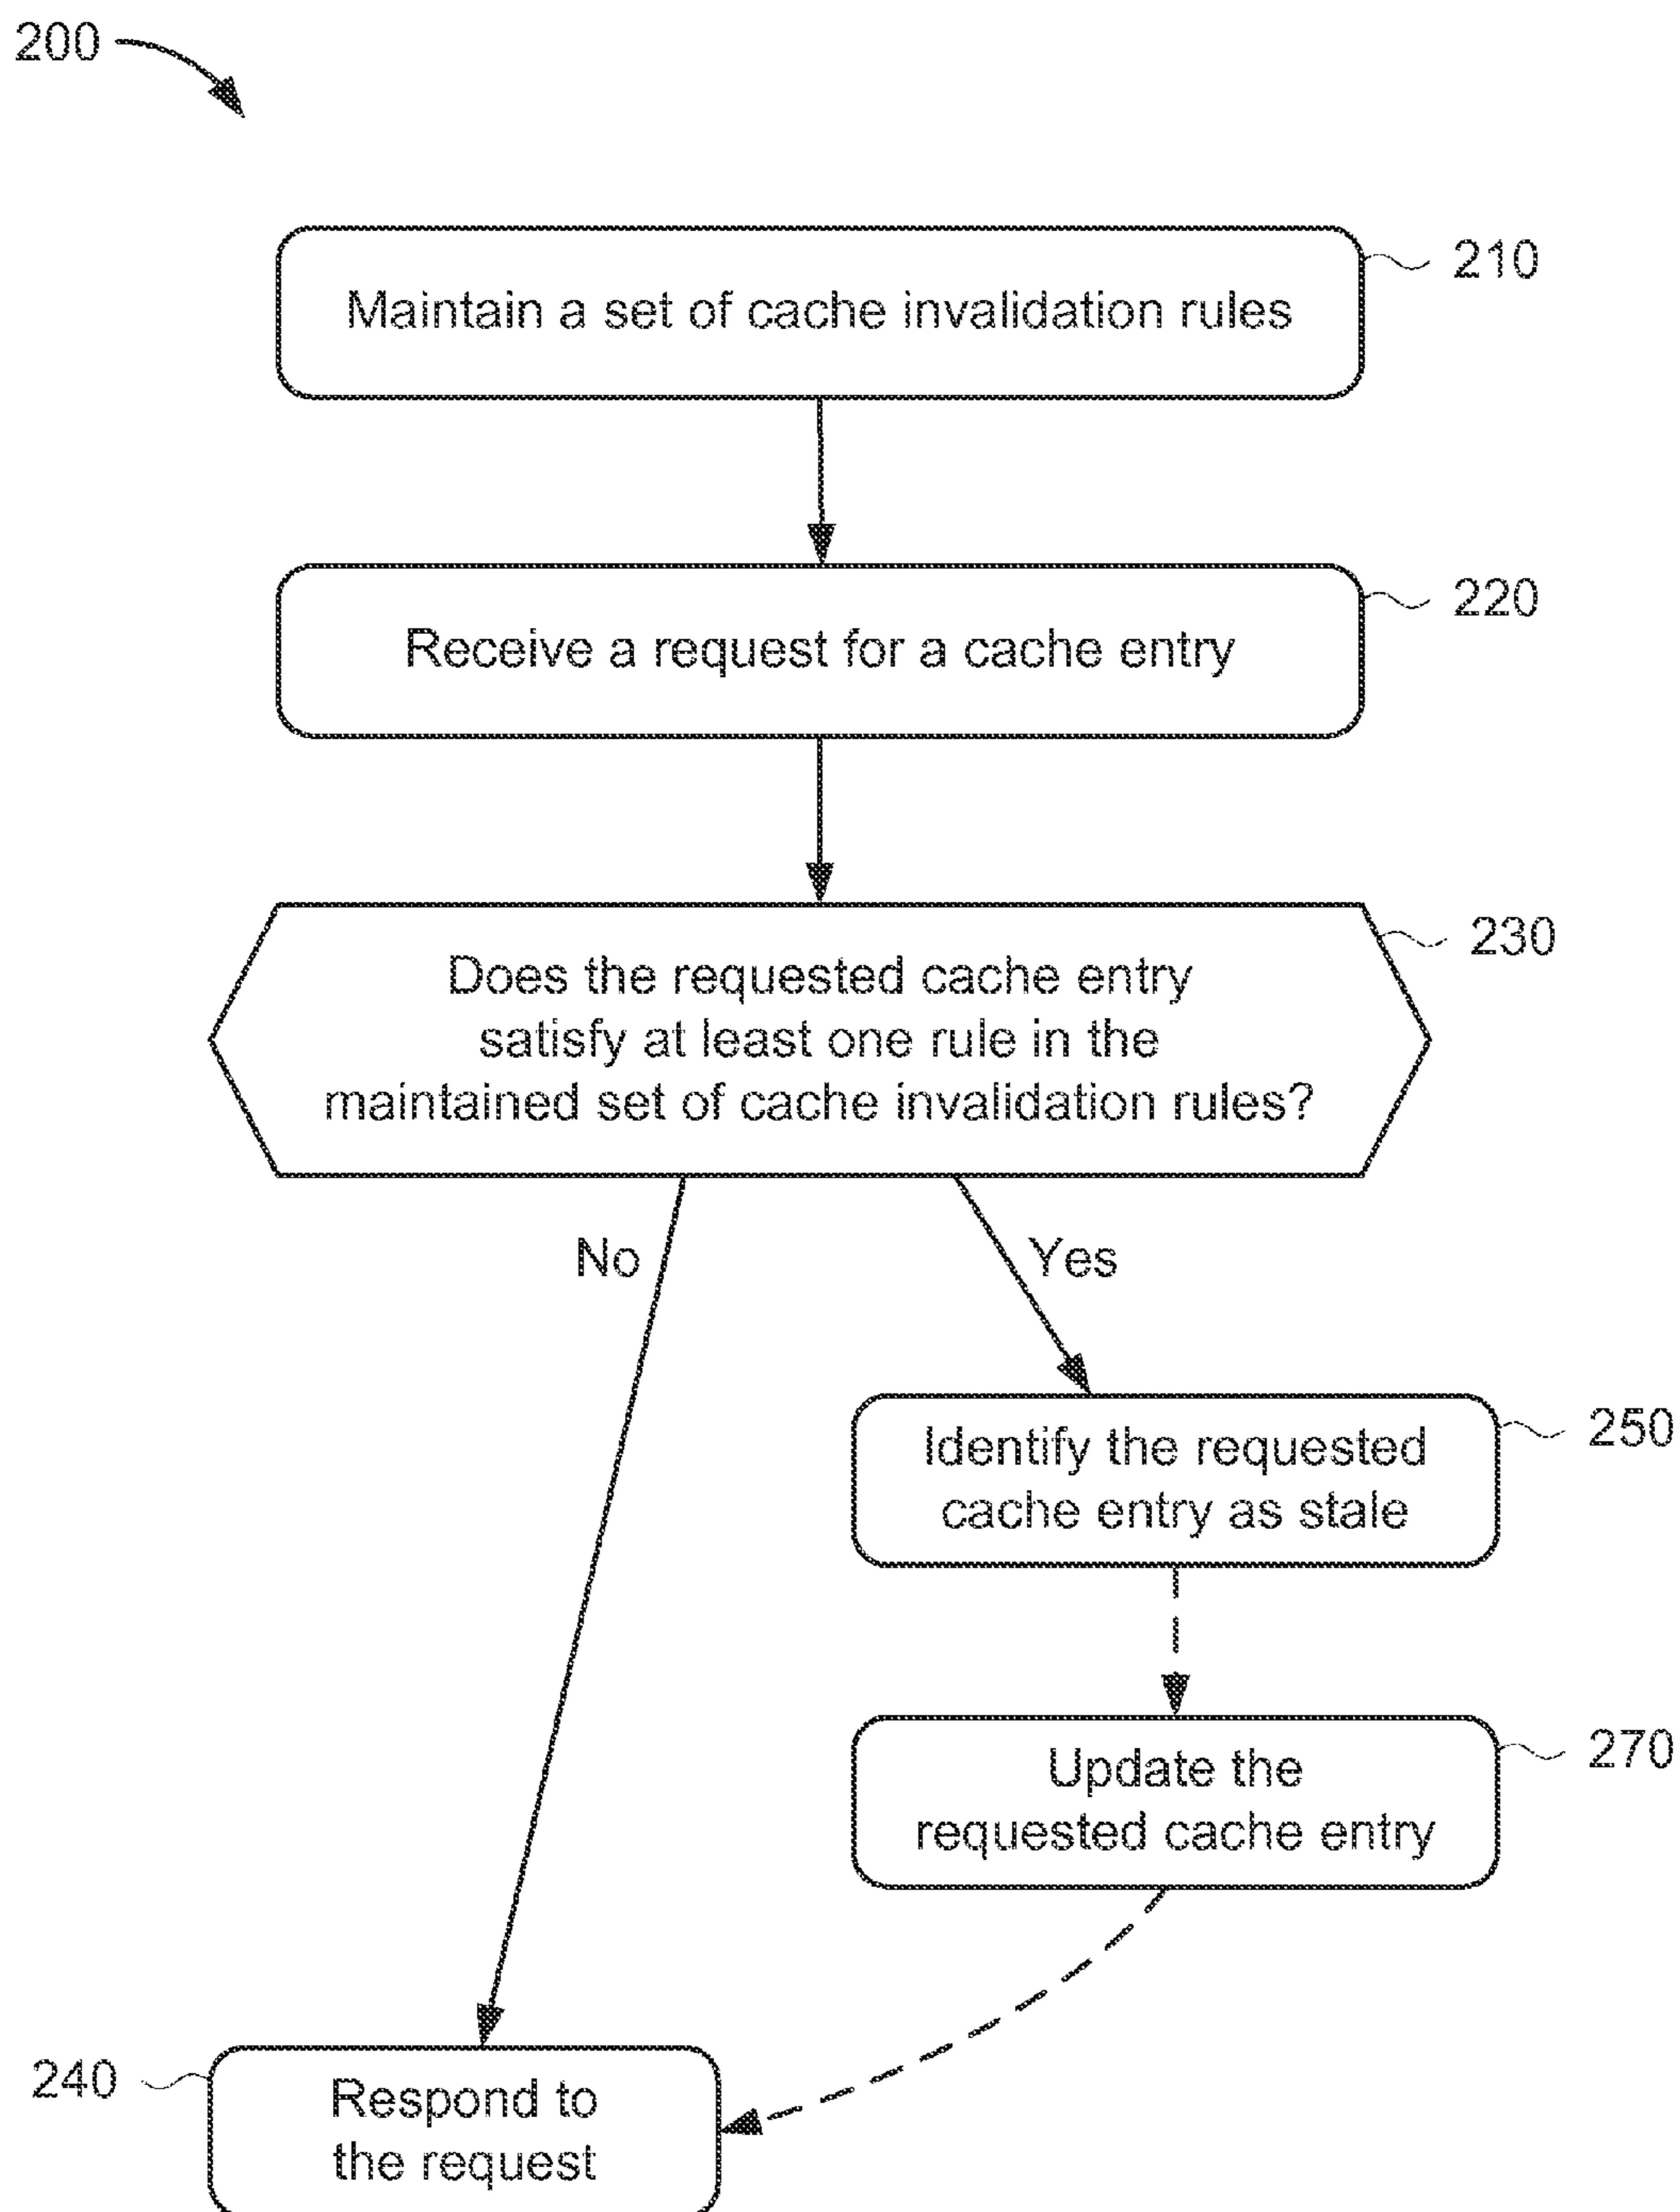 200
Maintain a set of cache invalidation rules
210
Receive a request for a cache entry
220
Does the requested cache entry
satisfy at least one rule in the
maintained set of cache invalidation rules?
230
No
Yes
Identify the requested
cache entry as stale
250
Update the
requested cache entry
270
240
Respond to
the request